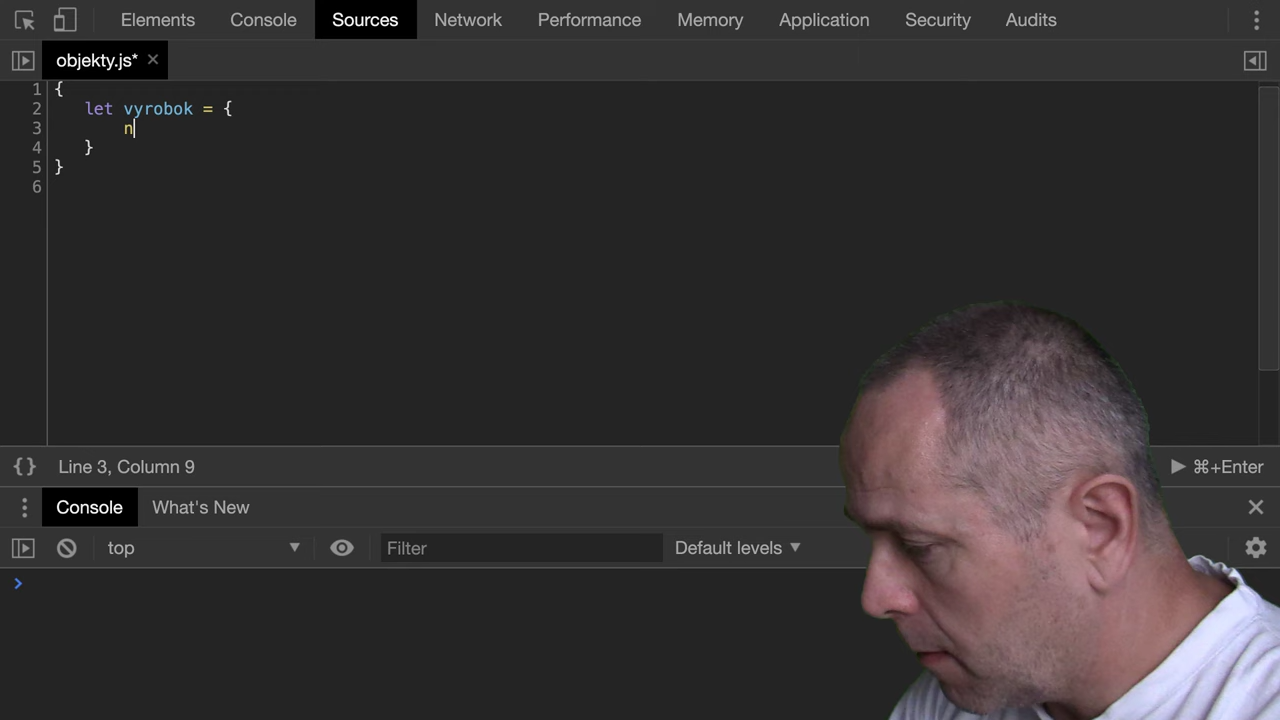 Elements Console Sources Network Performance Memory Application Security Audits
objekty.js* ×
1 {
2 let vyrobok = {
3 n
4 }
5 }
6
{} Line 3, Column 9 ⌘+Enter
Console What's New
top Filter Default levels
>